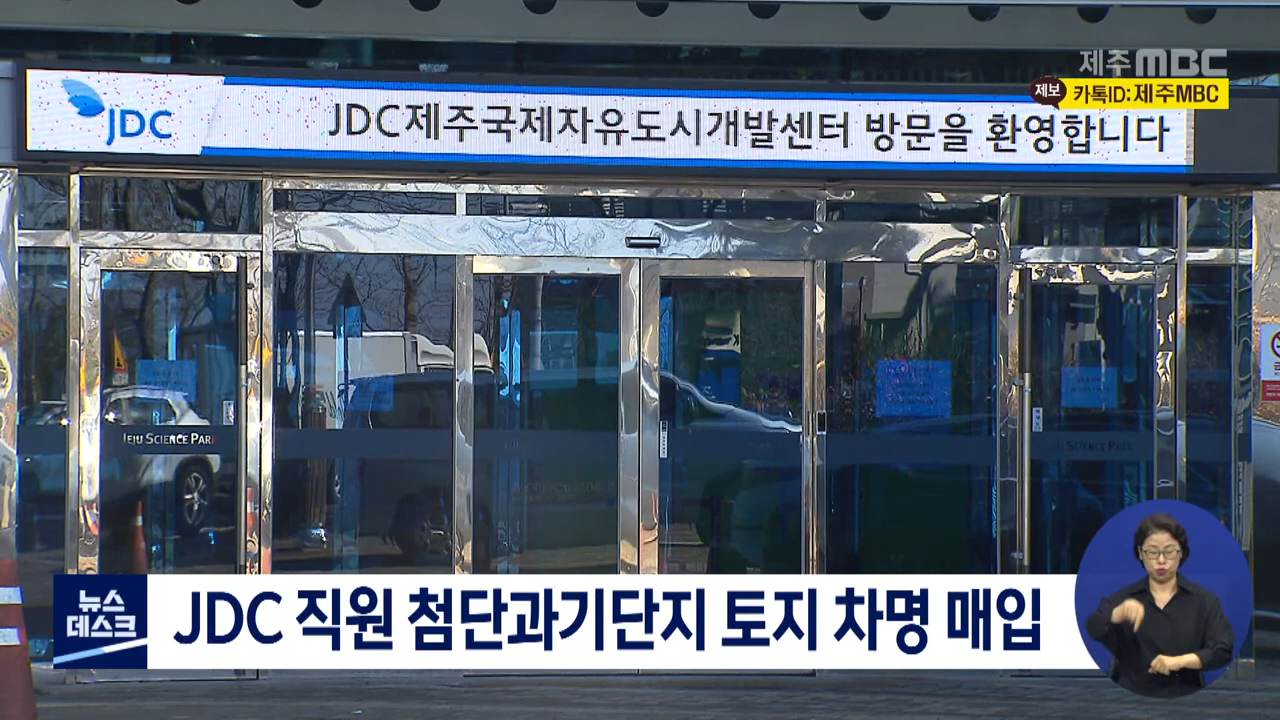 제주MBC
제보 카톡ID: 제주MBC
JDC
JDC제주국제자유도시개발센터 방문을 환영합니다
JEJU SCIENCE PARK
SCIENCE PARK
뉴스
데스크
JDC 직원 첨단과기단지 토지 차명 매입